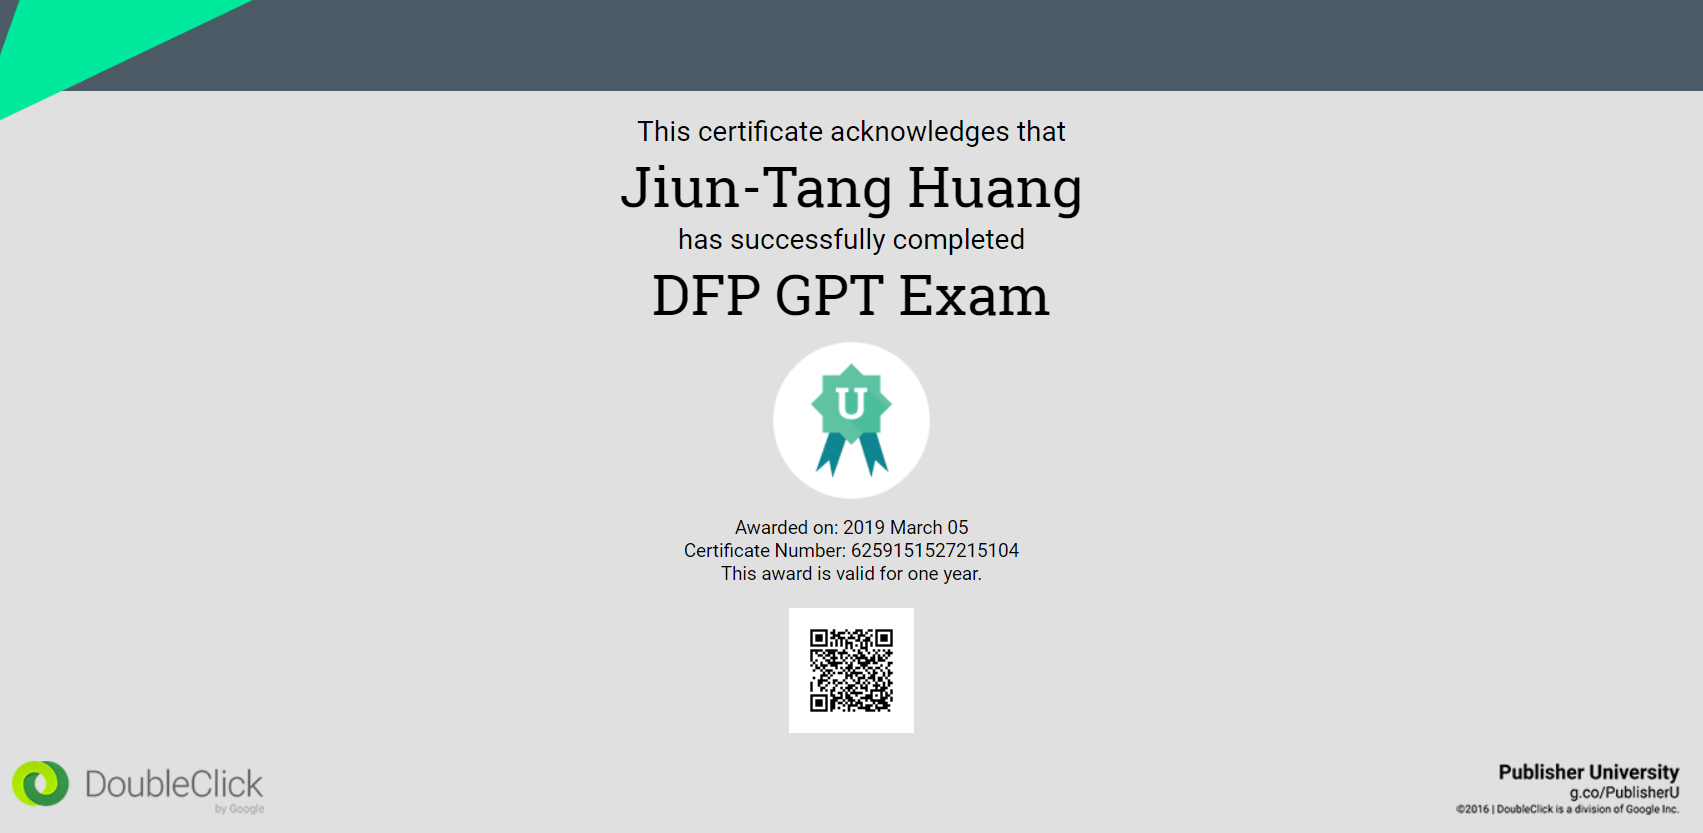 This certificate acknowledges that
Jiun-Tang Huang
has successfully completed
DFP GPT Exam
U
Awarded on: 2019 March 05
Certificate Number: 6259151527215104
This award is valid for one year.
DoubleClick
by Google
Publisher University
g.co/PublisherU
©2016 | DoubleClick is a division of Google Inc.